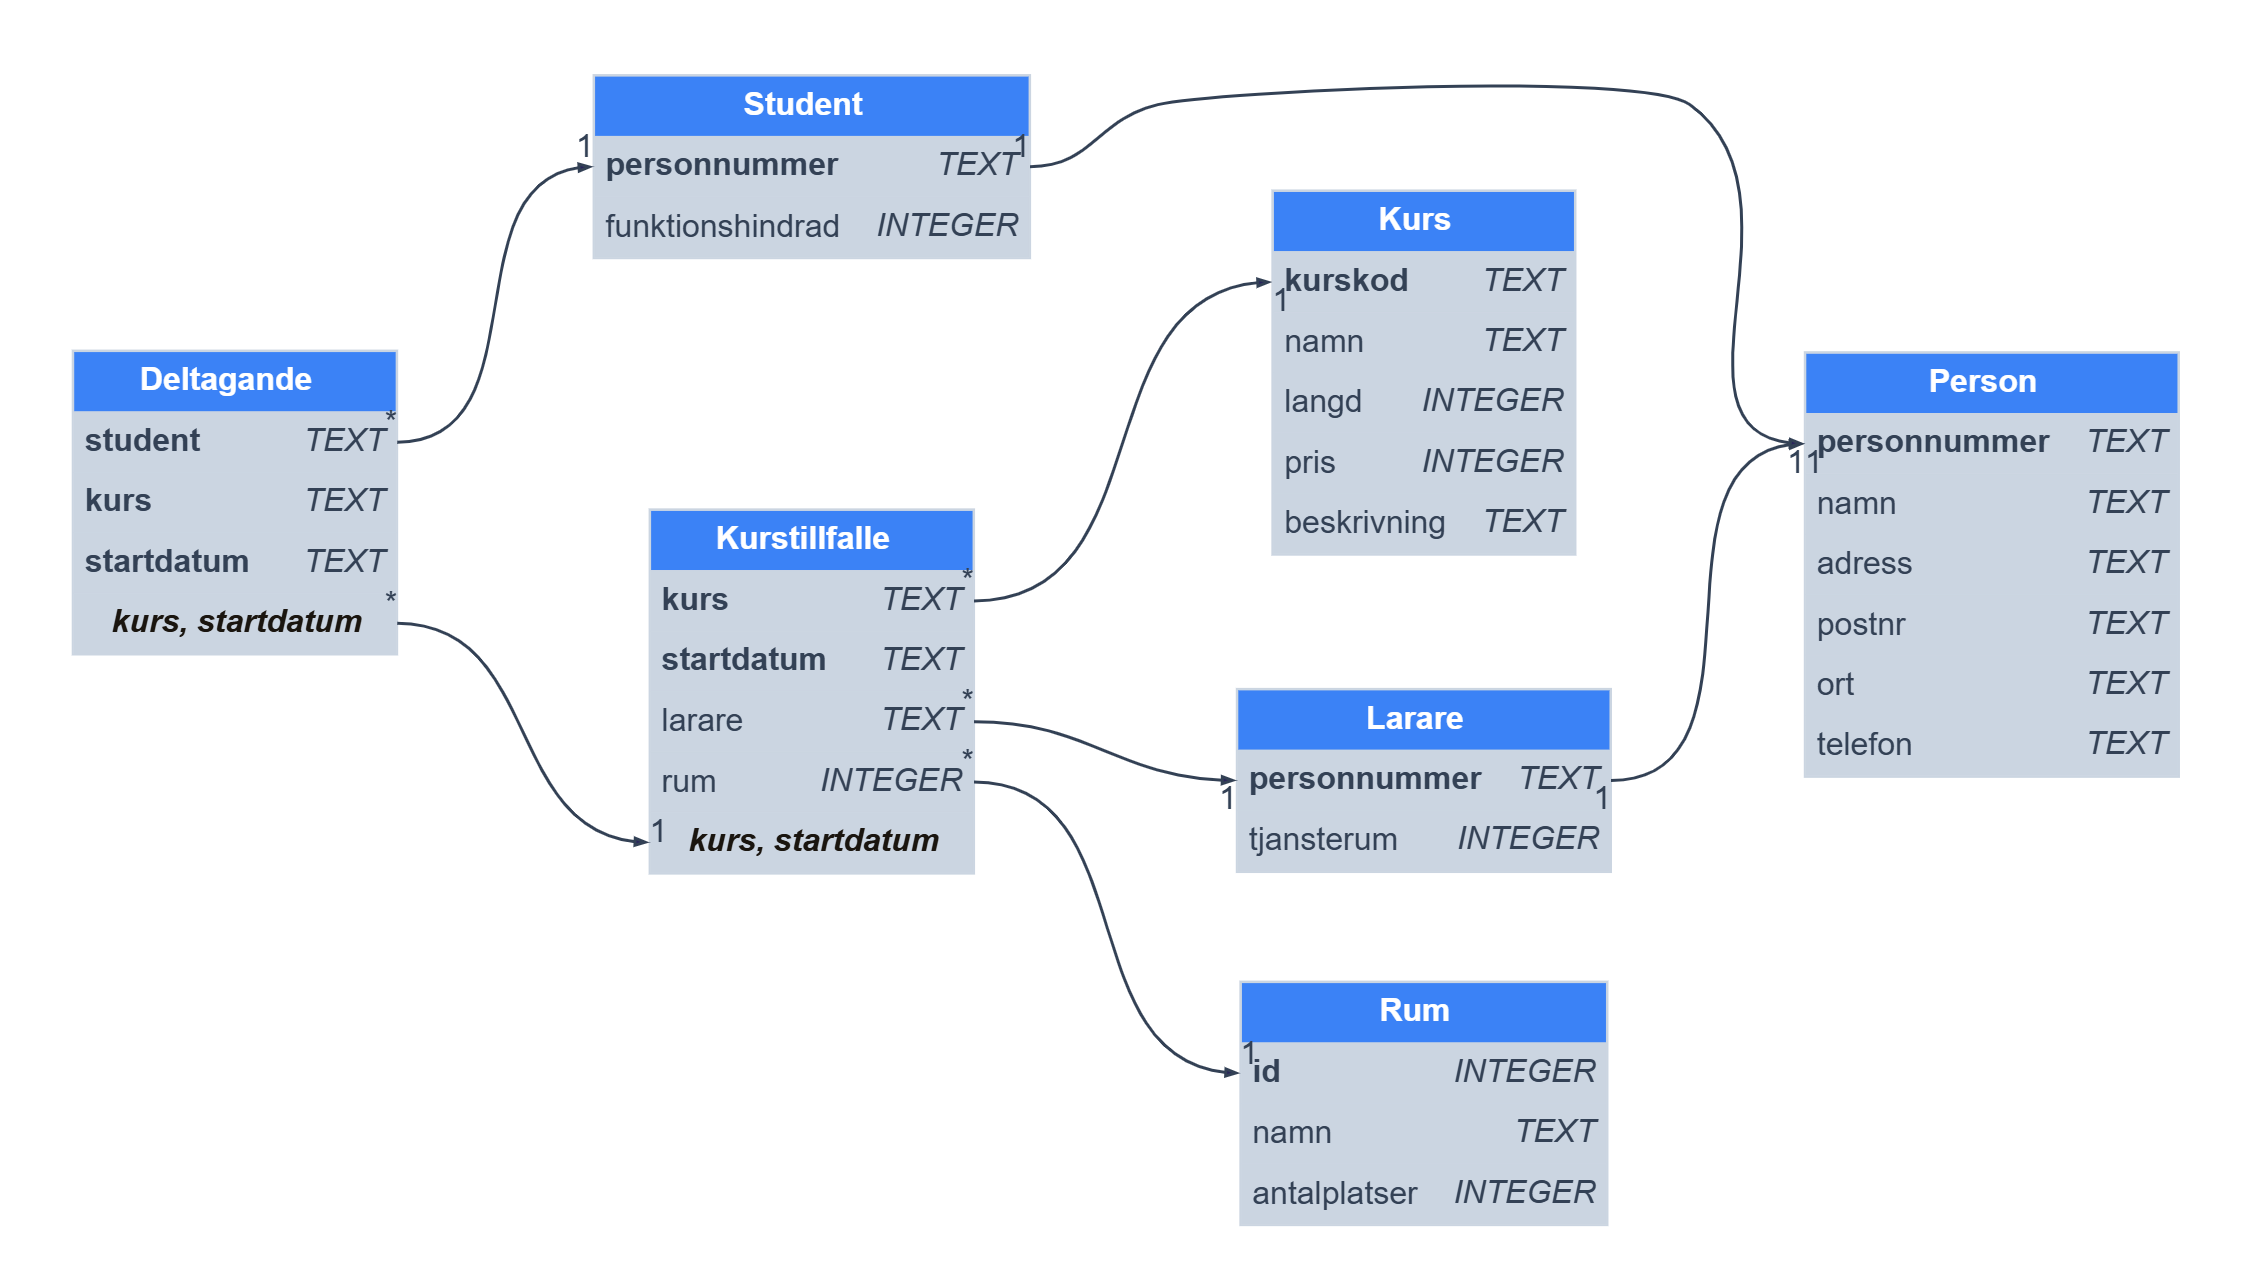 Student
1
personnummer TEXT 1
funktionshindrad INTEGER
Kurs
kurskod TEXT
1
namn TEXT
langd INTEGER
pris INTEGER
beskrivning TEXT
Deltagande
student TEXT *
kurs TEXT
startdatum TEXT
kurs, startdatum *
Person
personnummer TEXT
1 1
namn TEXT
adress TEXT
postnr TEXT
ort TEXT
telefon TEXT
Kurstillfalle
kurs TEXT *
startdatum TEXT
larare TEXT *
rum INTEGER *
1 kurs, startdatum
Larare
personnummer TEXT
1 1
tjansterum INTEGER
Rum
1
id INTEGER
namn TEXT
antalplatser INTEGER